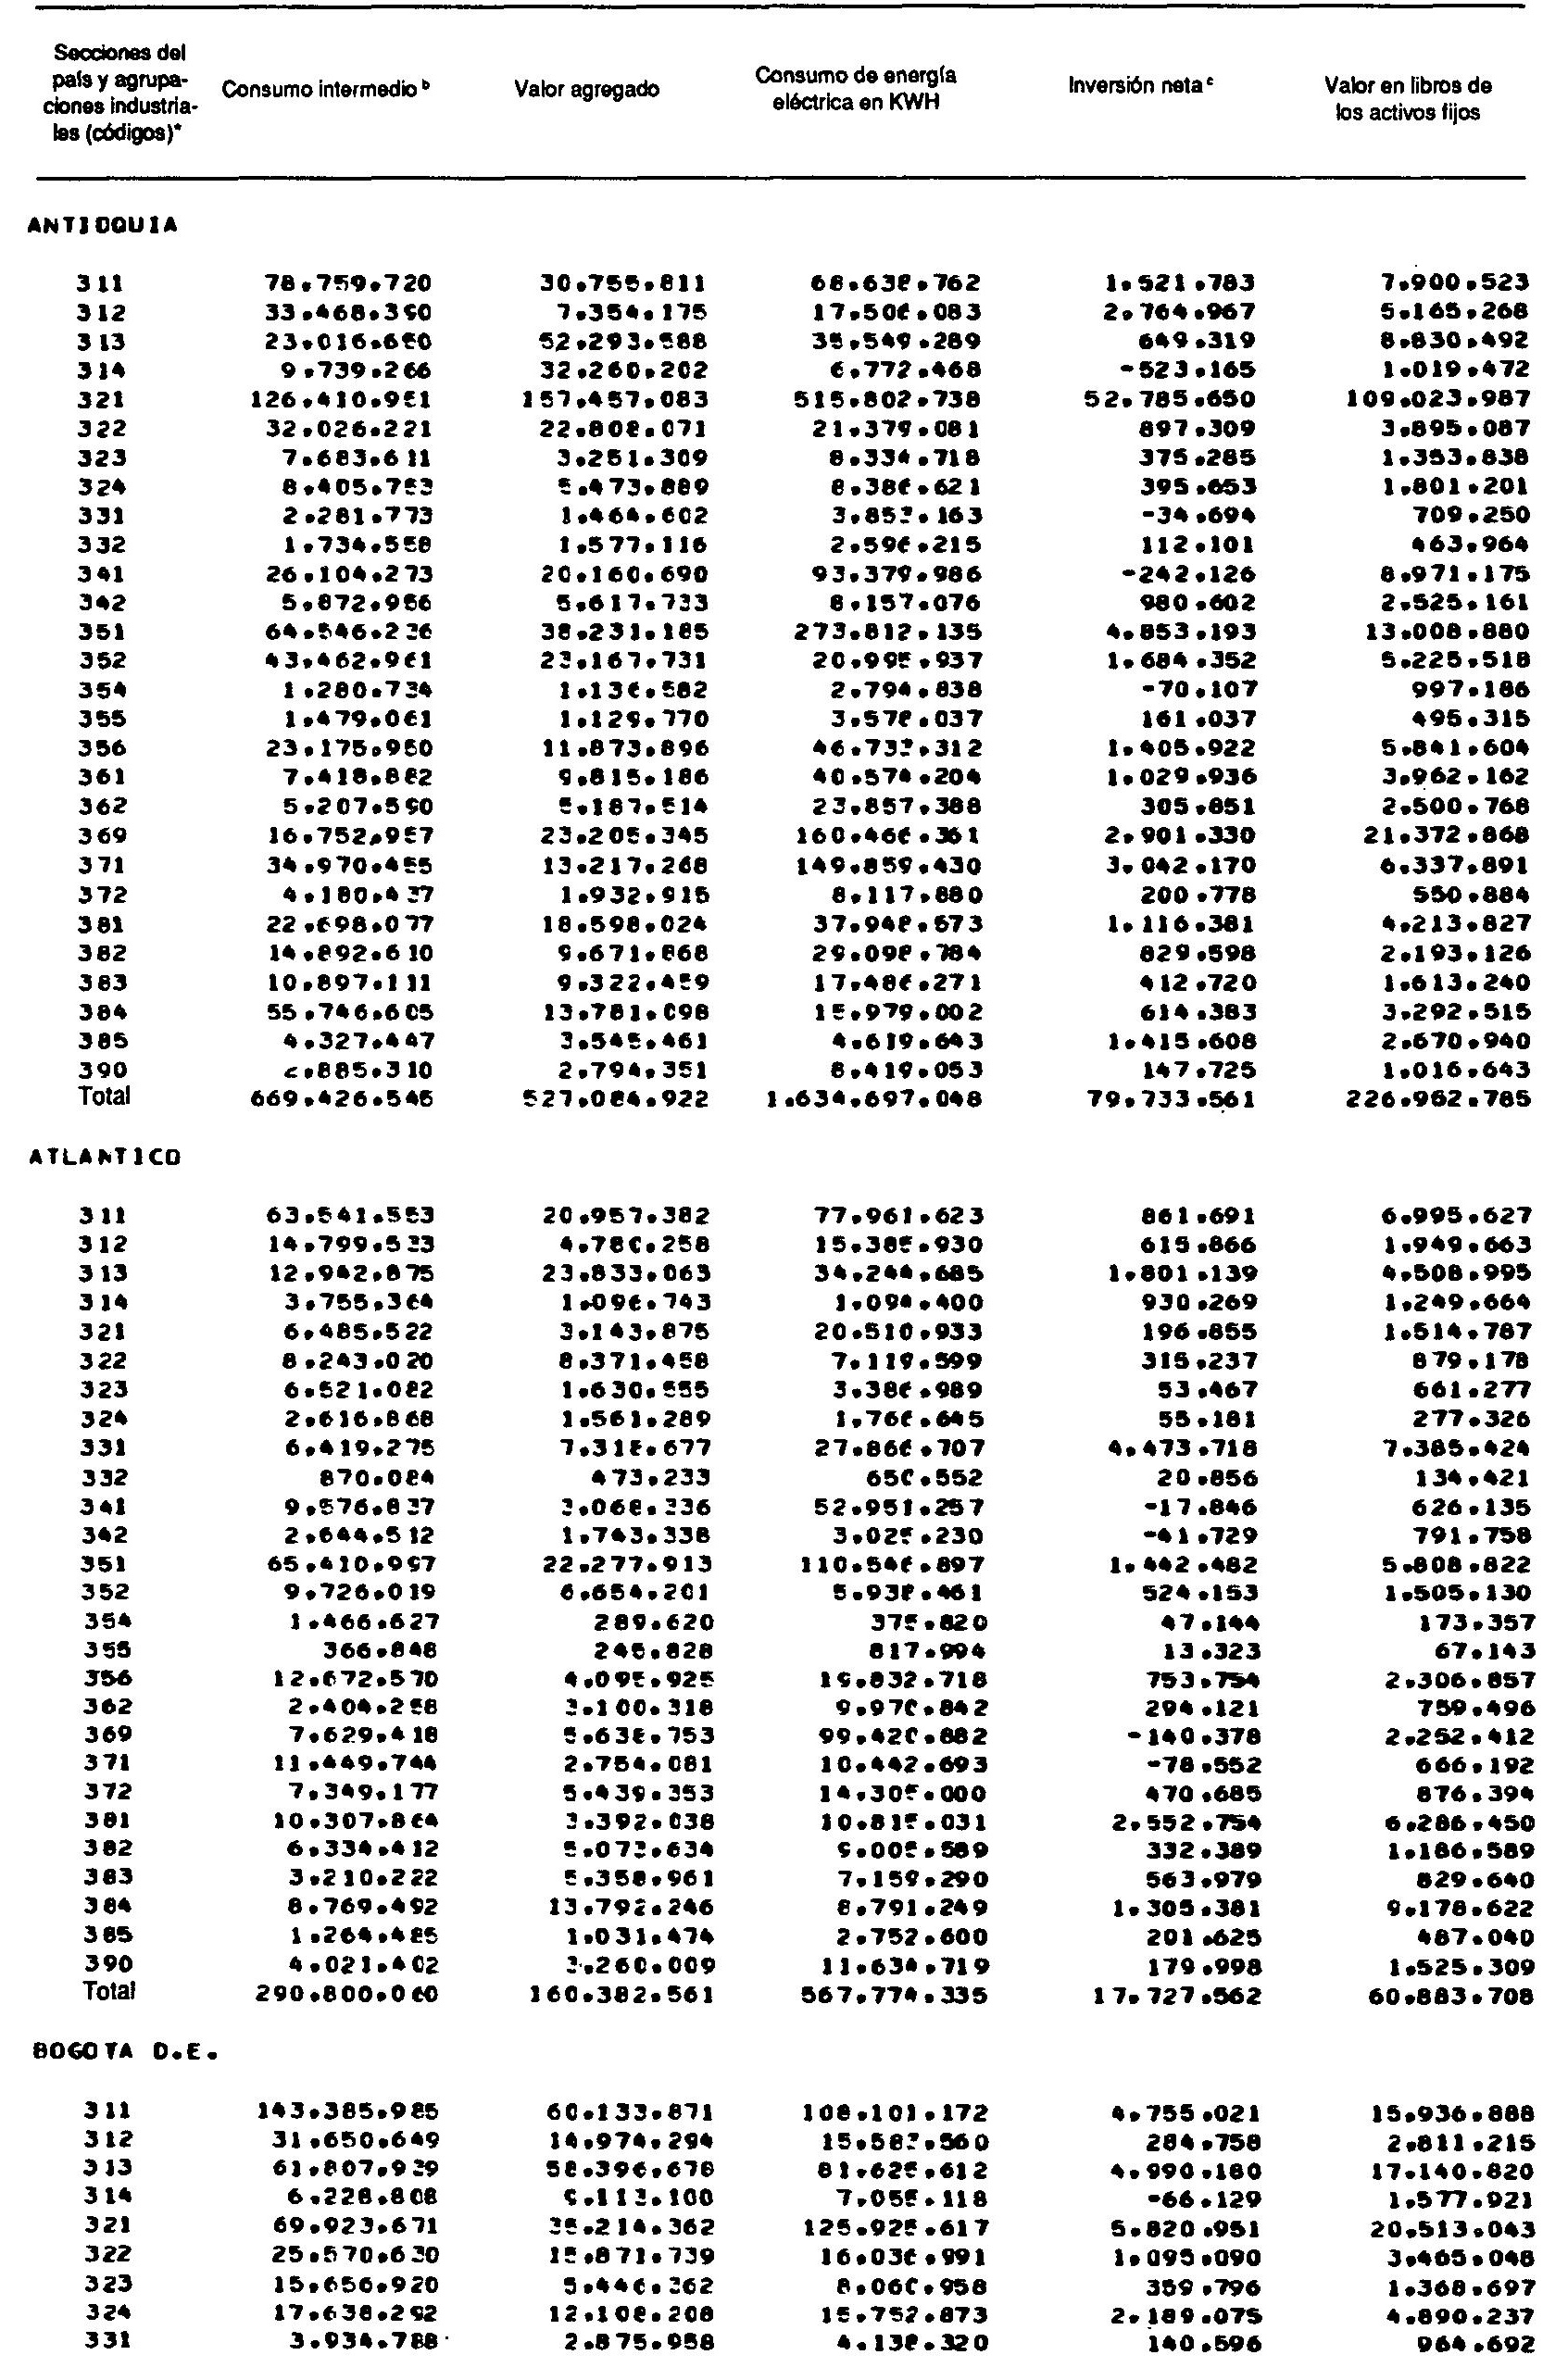 Secciones del país y agrupaciones industriales (códigos)* Consumo intermedio b Valor agregado Consumo de energía eléctrica en KWH Inversión neta c Valor en libros de los activos fijos
ANTIOQUIA
311 78.759.720 30.755.811 68.638.762 1.521.783 7.900.523
312 33.468.390 7.354.175 17.506.083 2.764.967 5.165.268
313 23.016.660 52.293.588 35.549.289 649.319 8.830.492
314 9.739.266 32.260.202 6.772.468 -523.165 1.019.472
321 126.410.951 157.457.083 515.802.738 52.785.650 109.023.987
322 32.026.221 22.808.071 21.379.081 897.309 3.895.087
323 7.683.611 3.251.309 8.334.718 375.285 1.353.838
324 8.405.753 5.473.889 8.386.621 395.653 1.801.201
331 2.281.773 1.464.602 3.853.163 -34.694 709.250
332 1.734.558 1.577.116 2.596.215 112.101 463.964
341 26.104.273 20.160.690 93.379.986 -242.126 8.971.175
342 5.872.956 5.617.733 8.157.076 980.602 2.525.161
351 64.546.236 38.231.185 273.812.135 4.853.193 13.008.880
352 43.462.961 23.167.731 20.995.937 1.684.352 5.225.518
354 1.280.734 1.136.582 2.794.838 -70.107 997.186
355 1.479.061 1.129.770 3.578.037 161.037 495.315
356 23.175.950 11.873.896 46.733.312 1.405.922 5.841.604
361 7.418.882 9.815.186 40.574.204 1.029.936 3.962.162
362 5.207.590 5.187.514 23.857.388 305.851 2.500.768
369 16.752.957 23.205.345 160.466.361 2.901.330 21.372.868
371 34.970.455 13.217.268 149.859.430 3.042.170 6.337.891
372 4.180.437 1.932.915 8.117.880 200.778 550.884
381 22.698.077 18.598.024 37.948.573 1.116.381 4.213.827
382 14.892.610 9.671.868 29.098.784 829.598 2.193.126
383 10.897.111 9.322.459 17.486.271 412.720 1.613.240
384 55.746.605 13.781.098 15.979.002 614.383 3.292.515
385 4.327.447 3.545.461 4.619.643 1.415.608 2.670.940
390 2.885.310 2.794.351 8.419.053 147.725 1.016.643
Total 669.426.545 527.084.922 1.634.697.048 79.733.561 226.952.785
ATLANTICO
311 63.541.553 20.957.382 77.961.623 861.691 6.995.627
312 14.799.533 4.780.258 15.385.930 615.866 1.949.663
313 12.942.875 23.833.063 34.244.685 1.801.139 4.508.995
314 3.755.364 1.096.743 1.094.400 930.269 1.249.664
321 6.485.522 3.143.875 20.510.933 196.855 1.514.787
322 8.243.020 8.371.458 7.119.599 315.237 879.178
323 6.521.082 1.630.555 3.386.989 53.467 661.277
324 2.616.868 1.561.289 1.766.645 55.181 277.326
331 6.419.275 7.318.677 27.866.707 4.473.718 7.385.424
332 870.084 473.233 650.552 20.856 134.421
341 9.576.837 3.068.336 52.951.257 -17.846 626.135
342 2.644.512 1.743.338 3.025.230 -41.729 791.758
351 65.410.997 22.277.913 110.546.897 1.442.482 5.808.822
352 9.726.019 6.654.201 5.938.461 524.153 1.505.130
354 1.466.627 289.620 375.820 47.144 173.357
355 366.848 245.828 817.994 13.323 67.143
356 12.672.570 4.095.925 19.832.718 753.754 2.306.857
362 2.404.258 3.100.318 9.970.842 294.121 759.496
369 7.629.418 5.638.753 99.420.882 -140.378 2.252.412
371 11.449.744 2.754.081 10.442.693 -78.552 666.192
372 7.349.177 5.439.353 14.305.000 470.685 876.394
381 10.307.864 3.392.038 10.815.031 2.552.754 6.286.450
382 6.334.412 5.073.634 9.005.589 332.389 1.186.589
383 3.210.222 5.358.961 7.159.290 563.979 829.640
384 8.769.492 13.792.246 8.791.249 1.305.381 9.178.622
385 1.264.485 1.031.474 2.752.600 201.625 487.040
390 4.021.402 3.260.009 11.634.719 179.998 1.525.309
Total 290.800.060 160.382.561 567.774.335 17.727.562 60.883.708
BOGOTA D.E.
311 143.385.985 60.133.871 108.101.172 4.755.021 15.936.888
312 31.650.649 14.974.294 15.583.560 284.758 2.811.215
313 61.807.939 58.396.678 81.625.612 4.990.180 17.140.820
314 6.228.808 9.113.100 7.055.118 -66.129 1.577.921
321 69.923.671 35.214.362 125.925.617 5.820.951 20.513.043
322 25.570.630 15.871.739 16.036.991 1.095.090 3.465.048
323 15.656.920 5.446.362 8.060.958 359.796 1.368.697
324 17.638.292 12.108.208 15.752.873 2.189.075 4.890.237
331 3.934.788 2.875.958 4.138.320 140.596 964.692